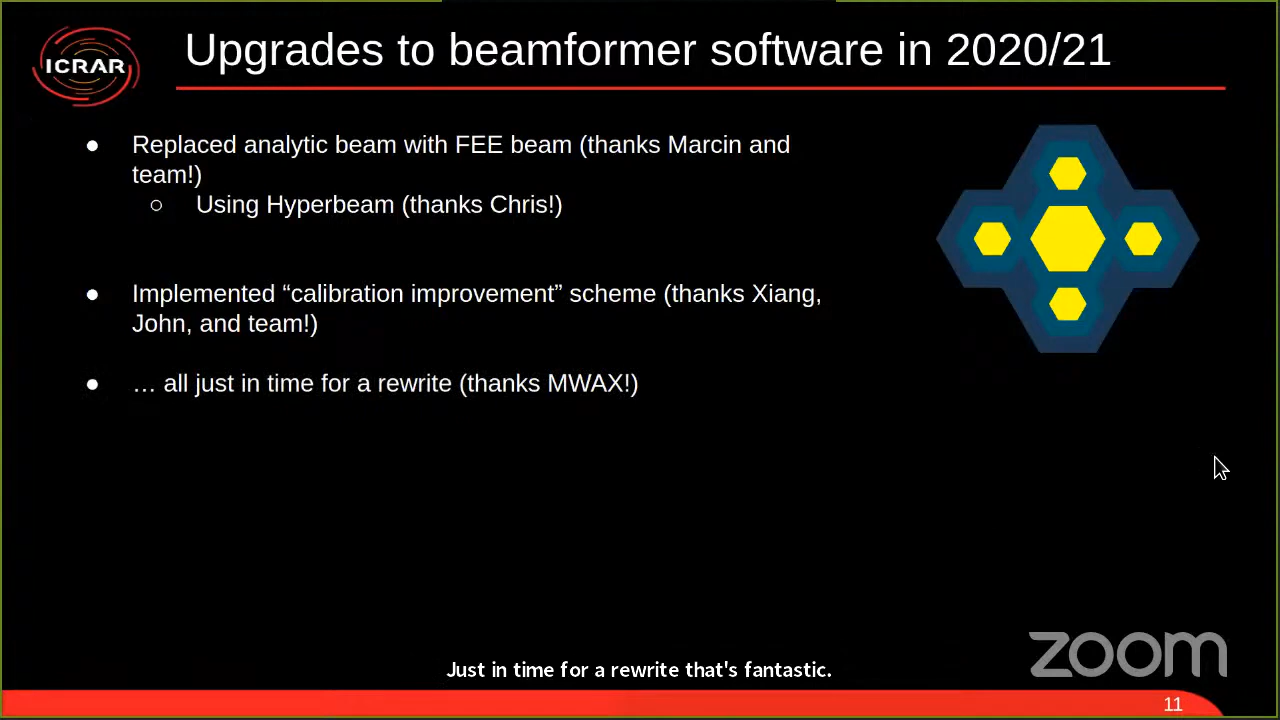 ICRAR
Upgrades to beamformer software in 2020/21
● Replaced analytic beam with FEE beam (thanks Marcin and
team!)
○ Using Hyperbeam (thanks Chris!)
● Implemented “calibration improvement” scheme (thanks Xiang,
John, and team!)
● … all just in time for a rewrite (thanks MWAX!)
zoom
Just in time for a rewrite that's fantastic.
11